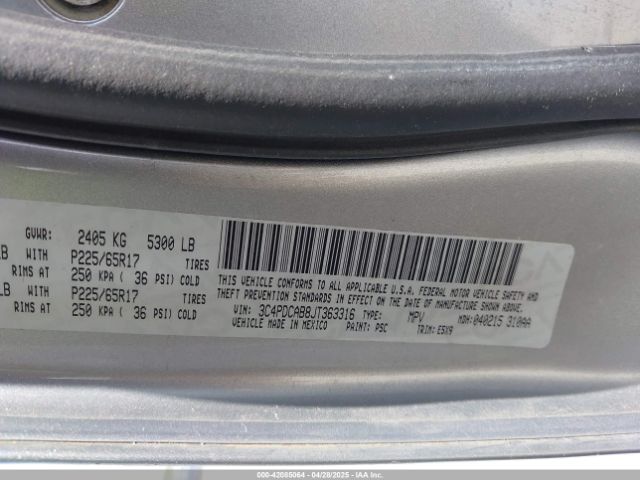 GVWR: 2405 KG 5300 LB
LB WITH P225/65R17 TIRES
RIMS AT 250 KPA ( 36 PSI) COLD
LB WITH P225/65R17 TIRES
RIMS AT 250 KPA ( 36 PSI) COLD
THIS VEHICLE CONFORMS TO ALL APPLICABLE U.S.A. FEDERAL MOTOR VEHICLE SAFETY AND
THEFT PREVENTION STANDARDS IN EFFECT ON THE DATE OF MANUFACTURE SHOWN ABOVE.
VIN: 3C4PDCAB8JT363316 TYPE: MPV MDH: 040215 310AA
VEHICLE MADE IN MEXICO PAINT: PSC TRIM: E5X9
000-42085064 / 04/28/2025 - IAAI.com